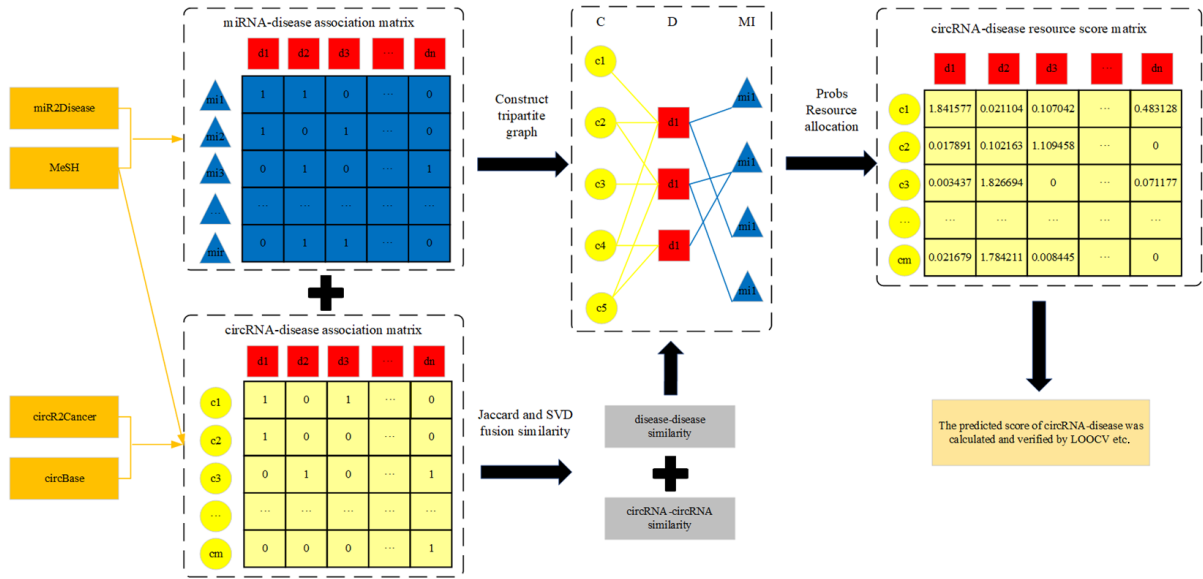 miR2Disease
MeSH
circR2Cancer
circBase
miRNA-disease association matrix
d1 d2 d3 ... dn
mi1 1 1 0 ... 0
mi2 1 0 1 ... 0
mi3 0 1 0 ... 1
... ... ... ... ... ...
mir 0 1 1 ... 0
circRNA-disease association matrix
d1 d2 d3 ... dn
c1 1 0 1 ... 0
c2 1 0 0 ... 0
c3 0 1 0 ... 1
... ... ... ... ... ...
cm 0 0 0 ... 1
Construct
tripartite
graph
Jaccard and SVD
fusion similarity
C D MI
c1
c2
c3
c4
c5
d1
d1
d1
mi1
mi1
mi1
mi1
disease-disease
similarity
circRNA-circRNA
similarity
Probs
Resource
allocation
circRNA-disease resource score matrix
d1 d2 d3 ... dn
c1 1.841577 0.021104 0.107042 ... 0.483128
c2 0.017891 0.102163 1.109458 ... 0
c3 0.003437 1.826694 0 ... 0.071177
... ... ... ... ... ...
cm 0.021679 1.784211 0.008445 ... 0
The predicted score of circRNA-disease was
calculated and verified by LOOCV etc.